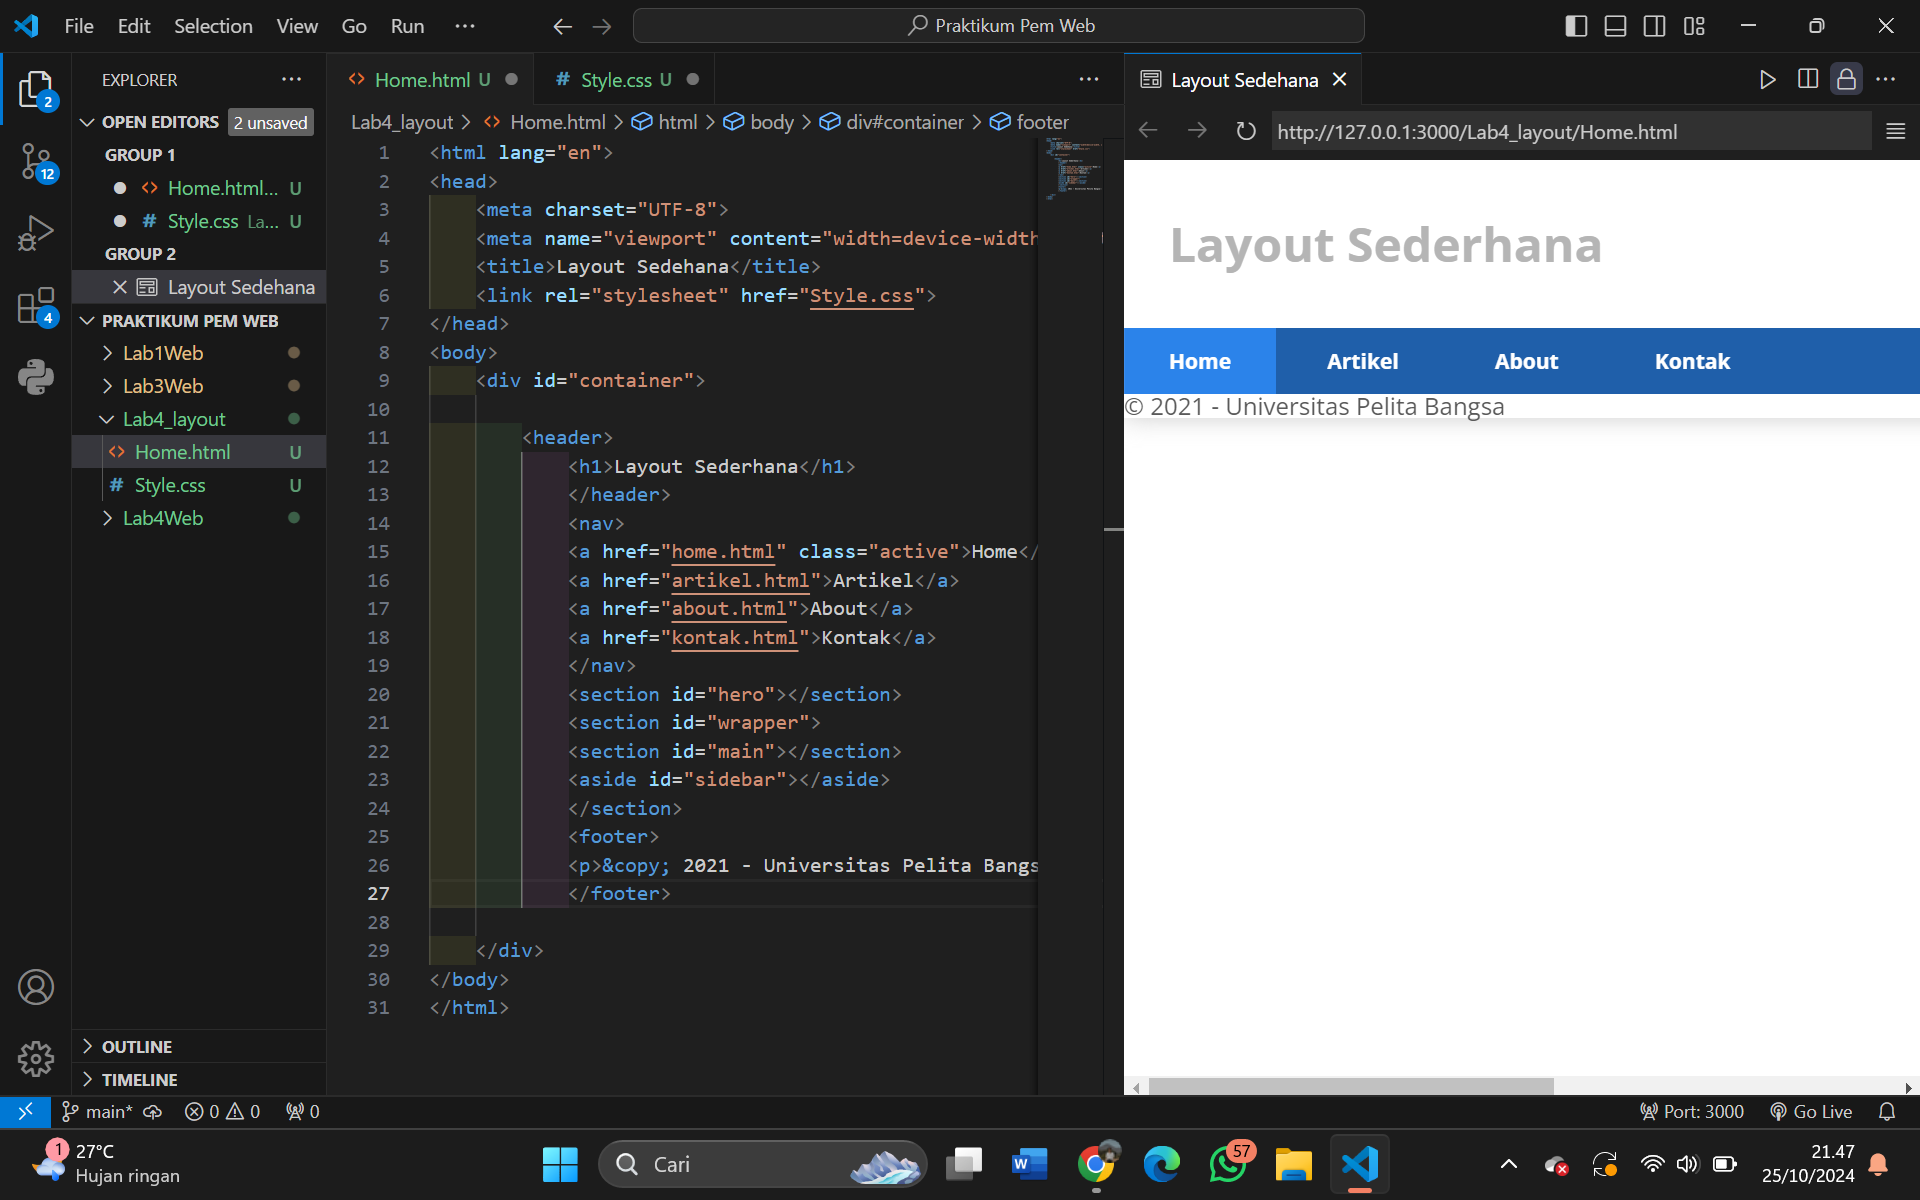 File Edit Selection View Go Run ···
Praktikum Pem Web
EXPLORER
OPEN EDITORS 2 unsaved
GROUP 1
Home.html... U
Style.css La... U
GROUP 2
Layout Sedehana
PRAKTIKUM PEM WEB
Lab1Web
Lab3Web
Lab4_layout
Home.html U
Style.css U
Lab4Web
OUTLINE
TIMELINE
2
12
4
Home.html U
Style.css U
Lab4_layout > Home.html > html > body > div#container > footer
1 <html lang="en">
2 <head>
3 <meta charset="UTF-8">
4 <meta name="viewport" content="width=device-width
5 <title>Layout Sedehana</title>
6 <link rel="stylesheet" href="Style.css">
7 </head>
8 <body>
9 <div id="container">
10
11 <header>
12 <h1>Layout Sederhana</h1>
13 </header>
14 <nav>
15 <a href="home.html" class="active">Home</
16 <a href="artikel.html">Artikel</a>
17 <a href="about.html">About</a>
18 <a href="kontak.html">Kontak</a>
19 </nav>
20 <section id="hero"></section>
21 <section id="wrapper">
22 <section id="main"></section>
23 <aside id="sidebar"></aside>
24 </section>
25 <footer>
26 <p>&copy; 2021 - Universitas Pelita Bangs
27 </footer>
28
29 </div>
30 </body>
31 </html>
Layout Sedehana
http://127.0.0.1:3000/Lab4_layout/Home.html
Layout Sederhana
Home Artikel About Kontak
© 2021 - Universitas Pelita Bangsa
main* 0 0 0
Port: 3000 Go Live
1
27°C
Hujan ringan
Cari
57
21.47
25/10/2024